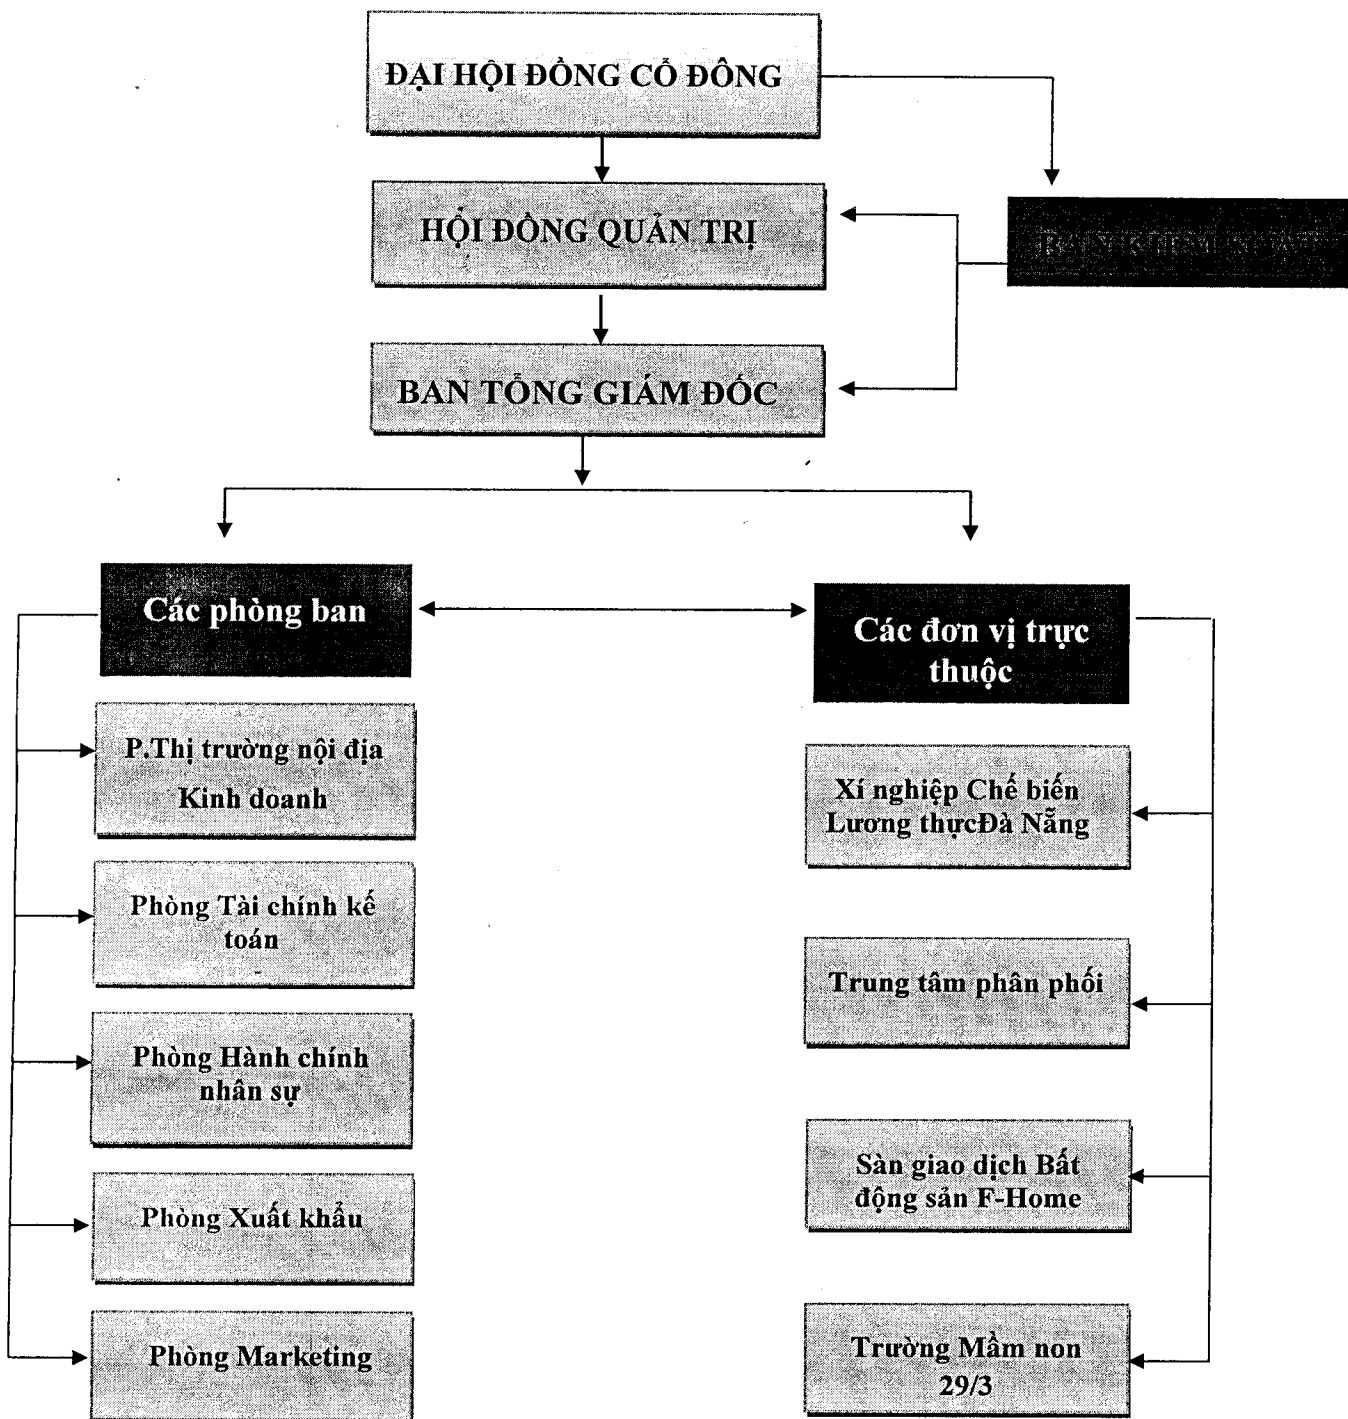 ĐẠI HỘI ĐỒNG CỔ ĐÔNG
HỘI ĐỒNG QUẢN TRỊ
BAN KIỂM SOÁT
BAN TỔNG GIÁM ĐỐC
Các phòng ban
Các đơn vị trực
thuộc
P.Thị trường nội địa
Kinh doanh
Phòng Tài chính kế
toán
Phòng Hành chính
nhân sự
Phòng Xuất khẩu
Phòng Marketing
Xí nghiệp Chế biến
Lương thựcĐà Nẵng
Trung tâm phân phối
Sàn giao dịch Bất
động sản F-Home
Trường Mầm non
29/3